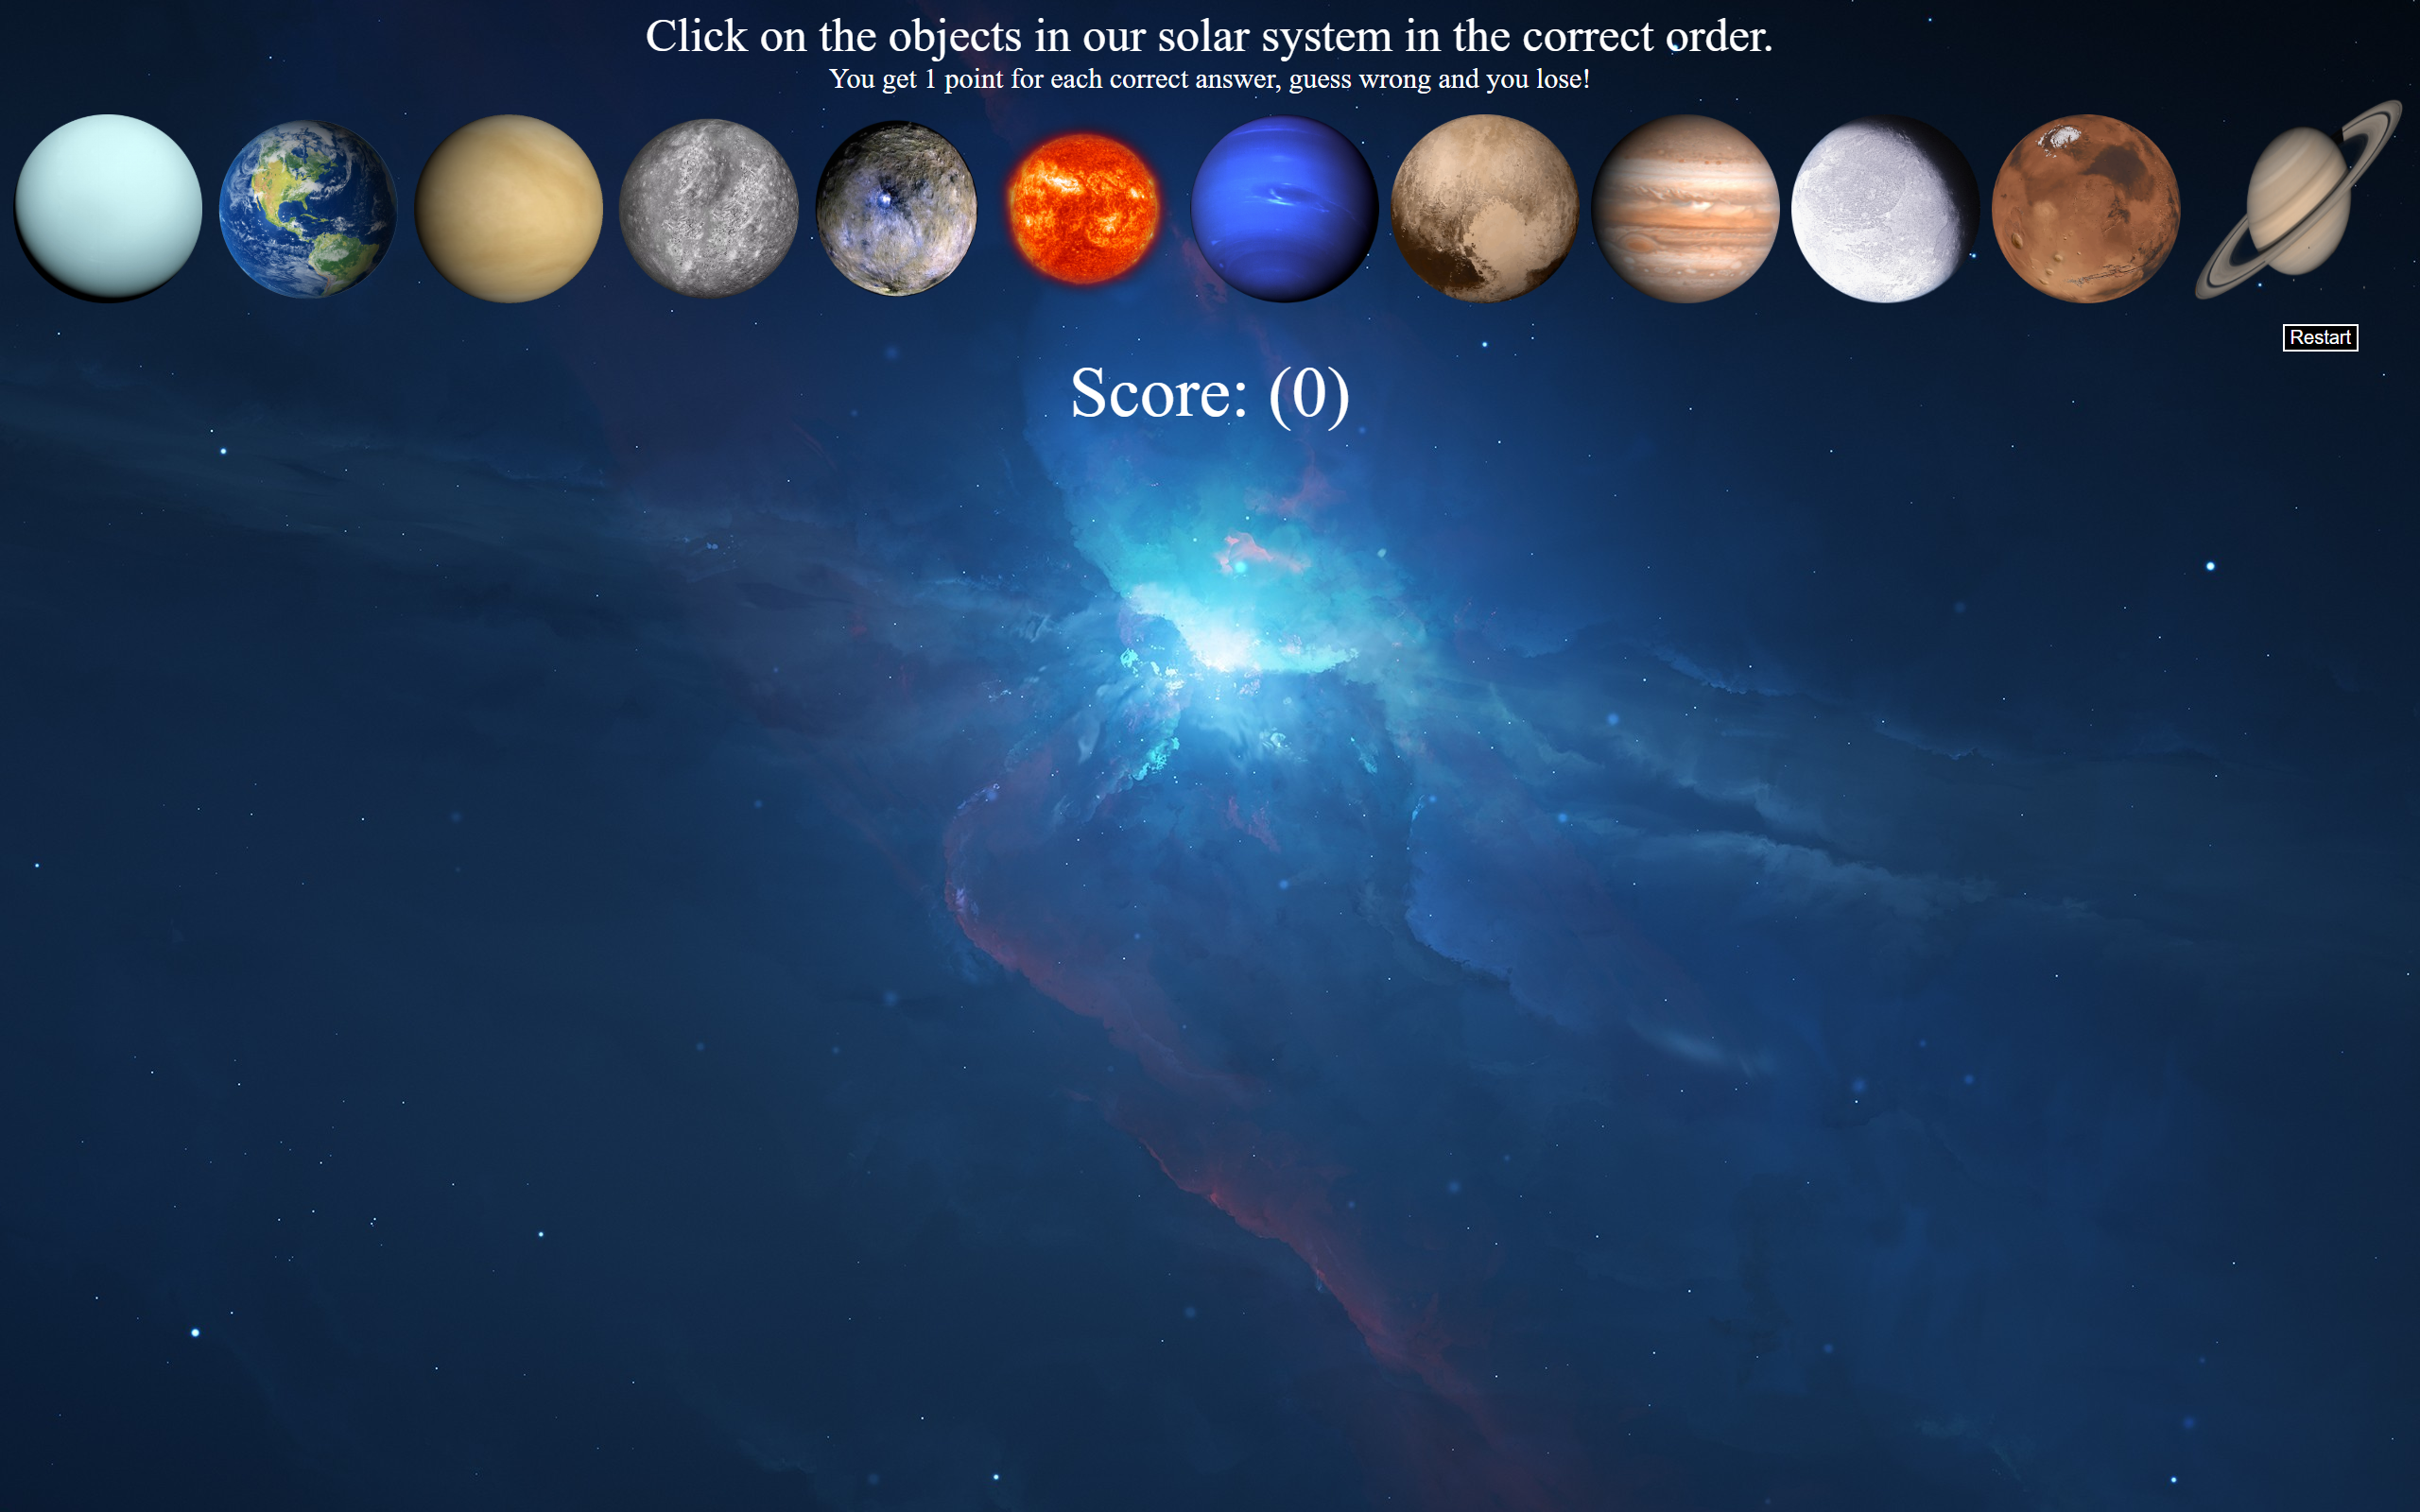 Click on the objects in our solar system in the correct order.
You get 1 point for each correct answer, guess wrong and you lose!
Restart
Score: (0)